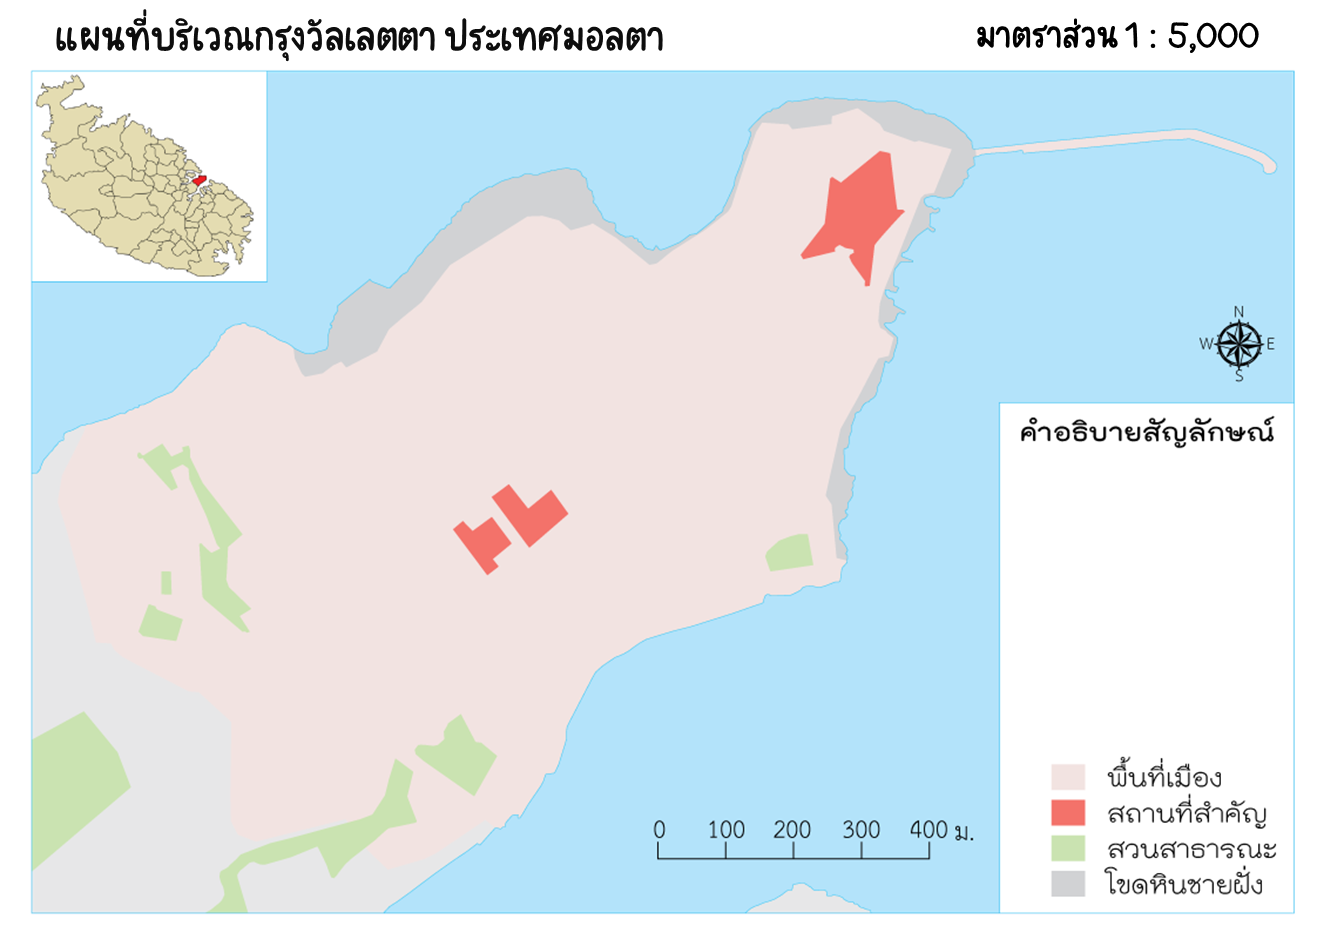 แผนที่บริเวณกรุงวัลเลตตา ประเทศมอลตา
มาตราส่วน 1 : 5,000
N
W E
S
คำอธิบายสัญลักษณ์
พื้นที่เมือง
สถานที่สำคัญ
สวนสาธารณะ
โขดหินชายฝั่ง
0 100 200 300 400 ม.